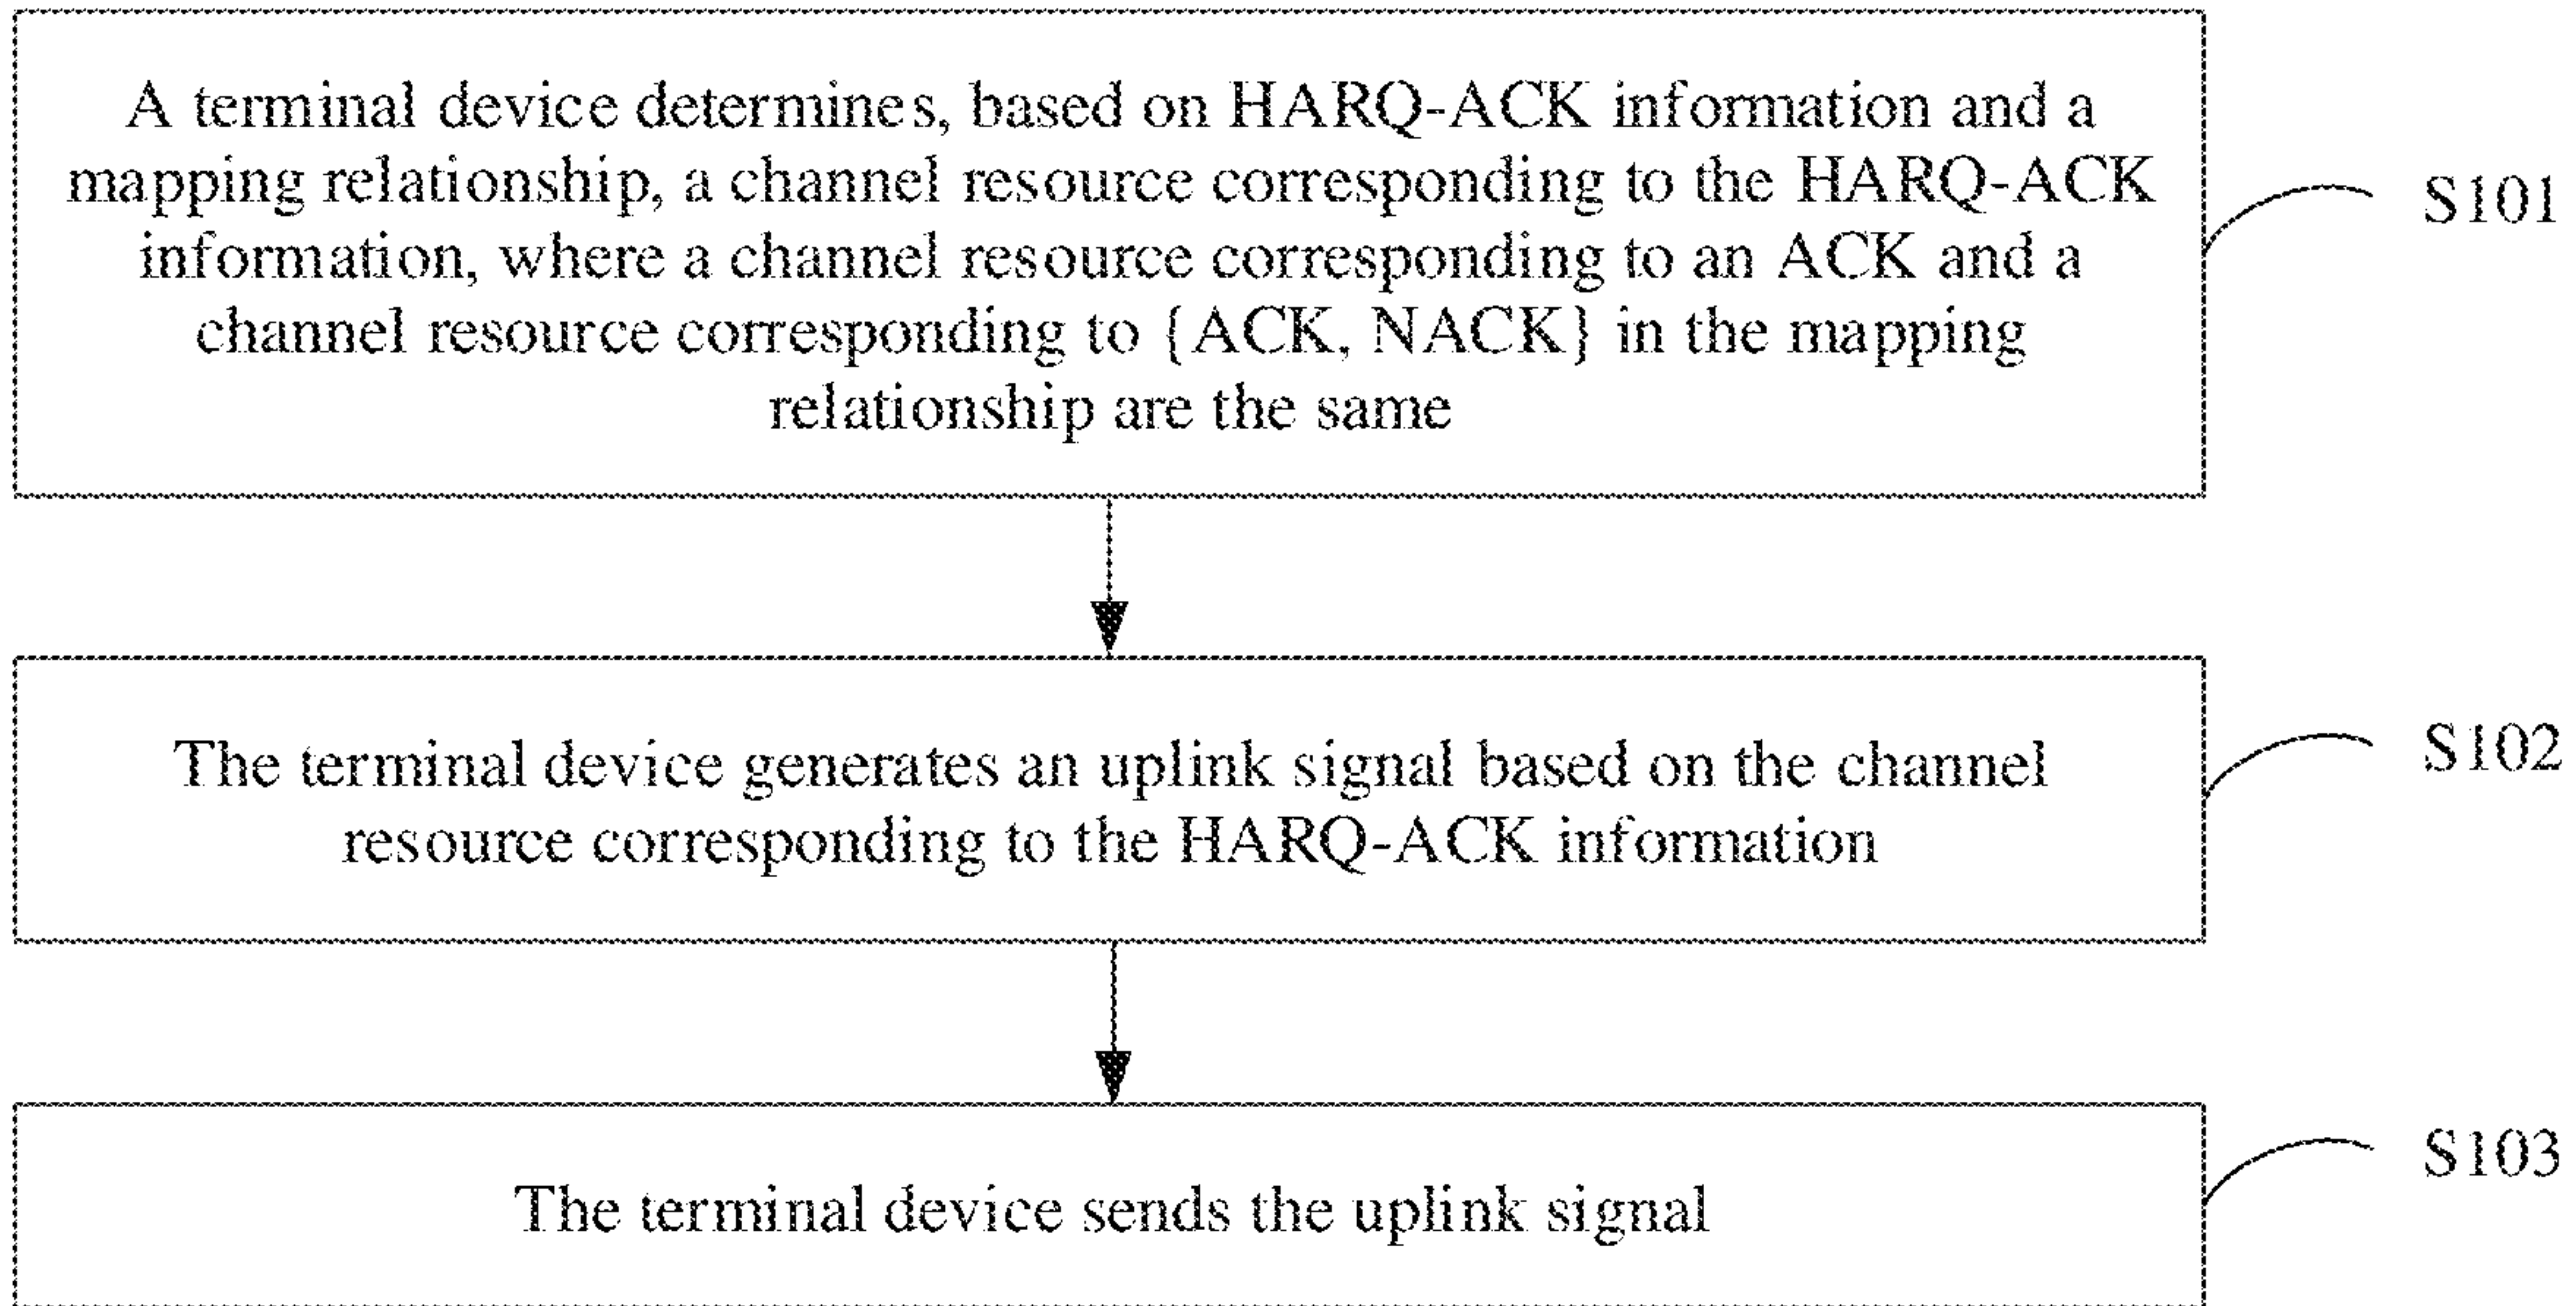 A terminal device determines, based on HARQ-ACK information and a
mapping relationship, a channel resource corresponding to the HARQ-ACK
information, where a channel resource corresponding to an ACK and a
channel resource corresponding to {ACK, NACK} in the mapping
relationship are the same
S101
The terminal device generates an uplink signal based on the channel
resource corresponding to the HARQ-ACK information
S102
The terminal device sends the uplink signal
S103